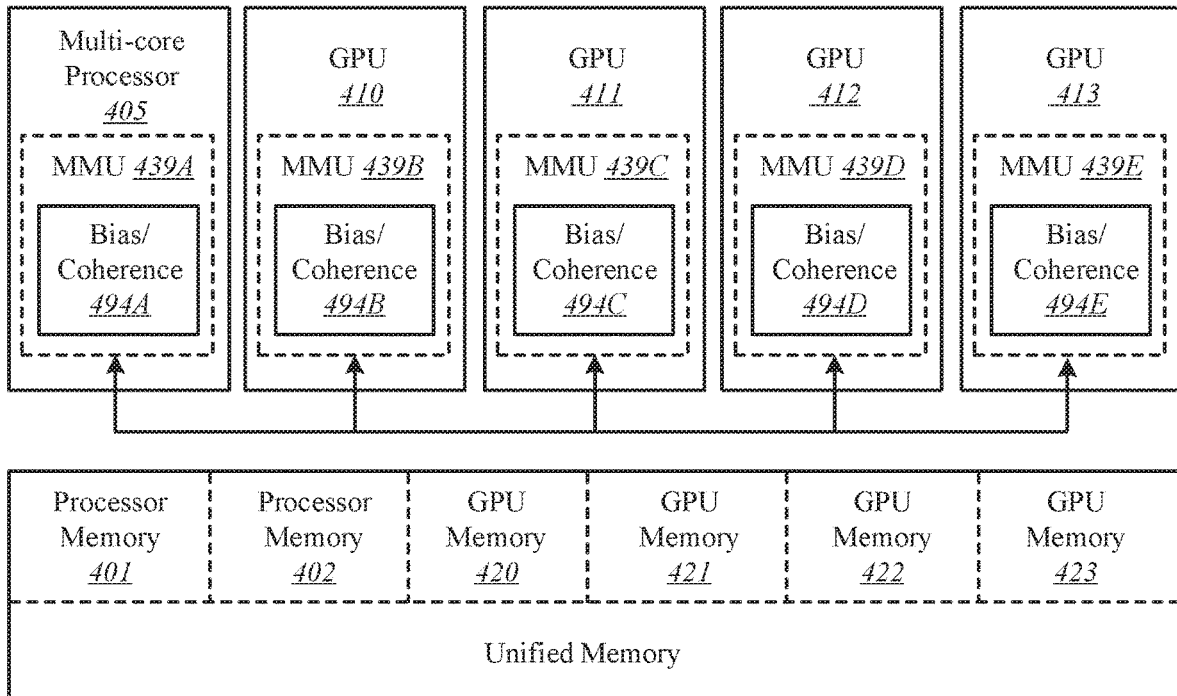 Multi-core
Processor
405
MMU 439A
Bias/
Coherence
494A
GPU
410
MMU 439B
Bias/
Coherence
494B
GPU
411
MMU 439C
Bias/
Coherence
494C
GPU
412
MMU 439D
Bias/
Coherence
494D
GPU
413
MMU 439E
Bias/
Coherence
494E
Processor
Memory
401
Processor
Memory
402
GPU
Memory
420
GPU
Memory
421
GPU
Memory
422
GPU
Memory
423
Unified Memory